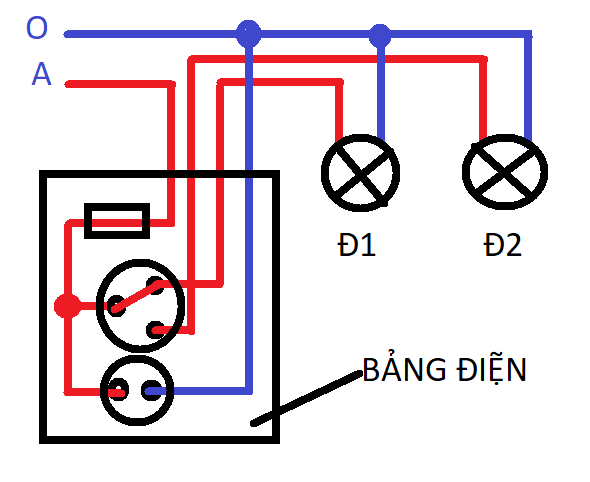 O
A
Đ1
Đ2
BẢNG ĐIỆN